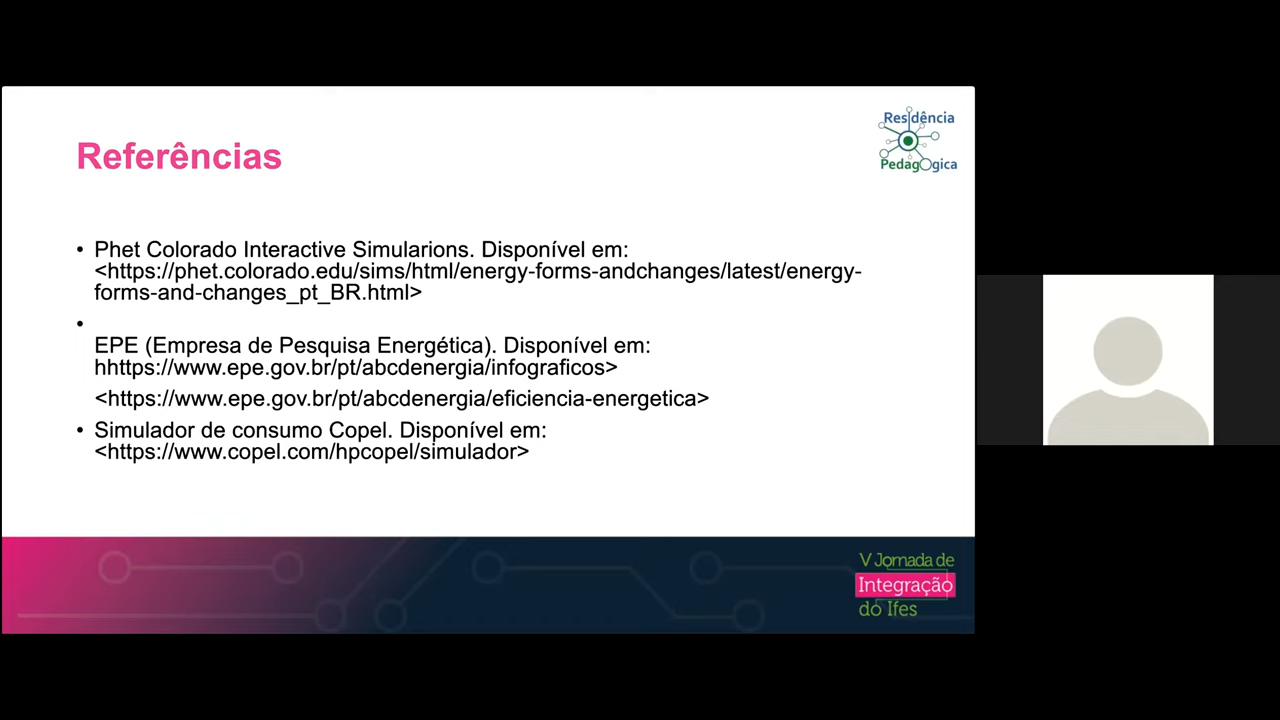 Residência
Pedagógica
Referências
• Phet Colorado Interactive Simularions. Disponível em:
<https://phet.colorado.edu/sims/html/energy-forms-andchanges/latest/energy-
forms-and-changes_pt_BR.html>
•
EPE (Empresa de Pesquisa Energética). Disponível em:
hhttps://www.epe.gov.br/pt/abcdenergia/infograficos>
<https://www.epe.gov.br/pt/abcdenergia/eficiencia-energetica>
• Simulador de consumo Copel. Disponível em:
<https://www.copel.com/hpcopel/simulador>
V Jornada de
Integração
do Ifes